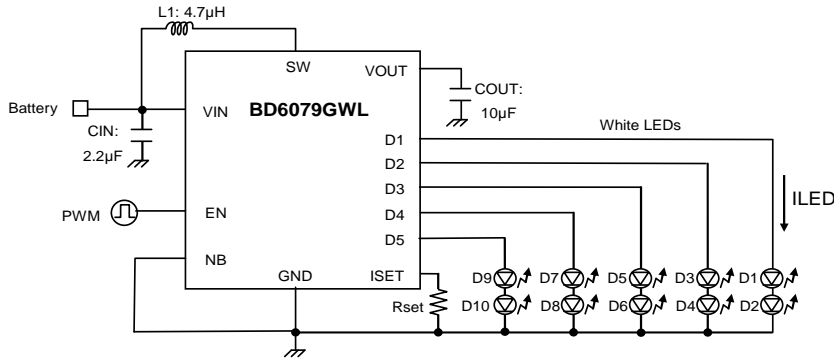 L1: 4.7µH
SW
VOUT
COUT:
10µF
Battery
VIN
BD6079GWL
CIN:
2.2µF
D1
White LEDs
D2
D3
ILED
PWM
EN
D4
D5
NB
GND
ISET
D9
D7
D5
D3
D1
Rset
D10
D8
D6
D4
D2